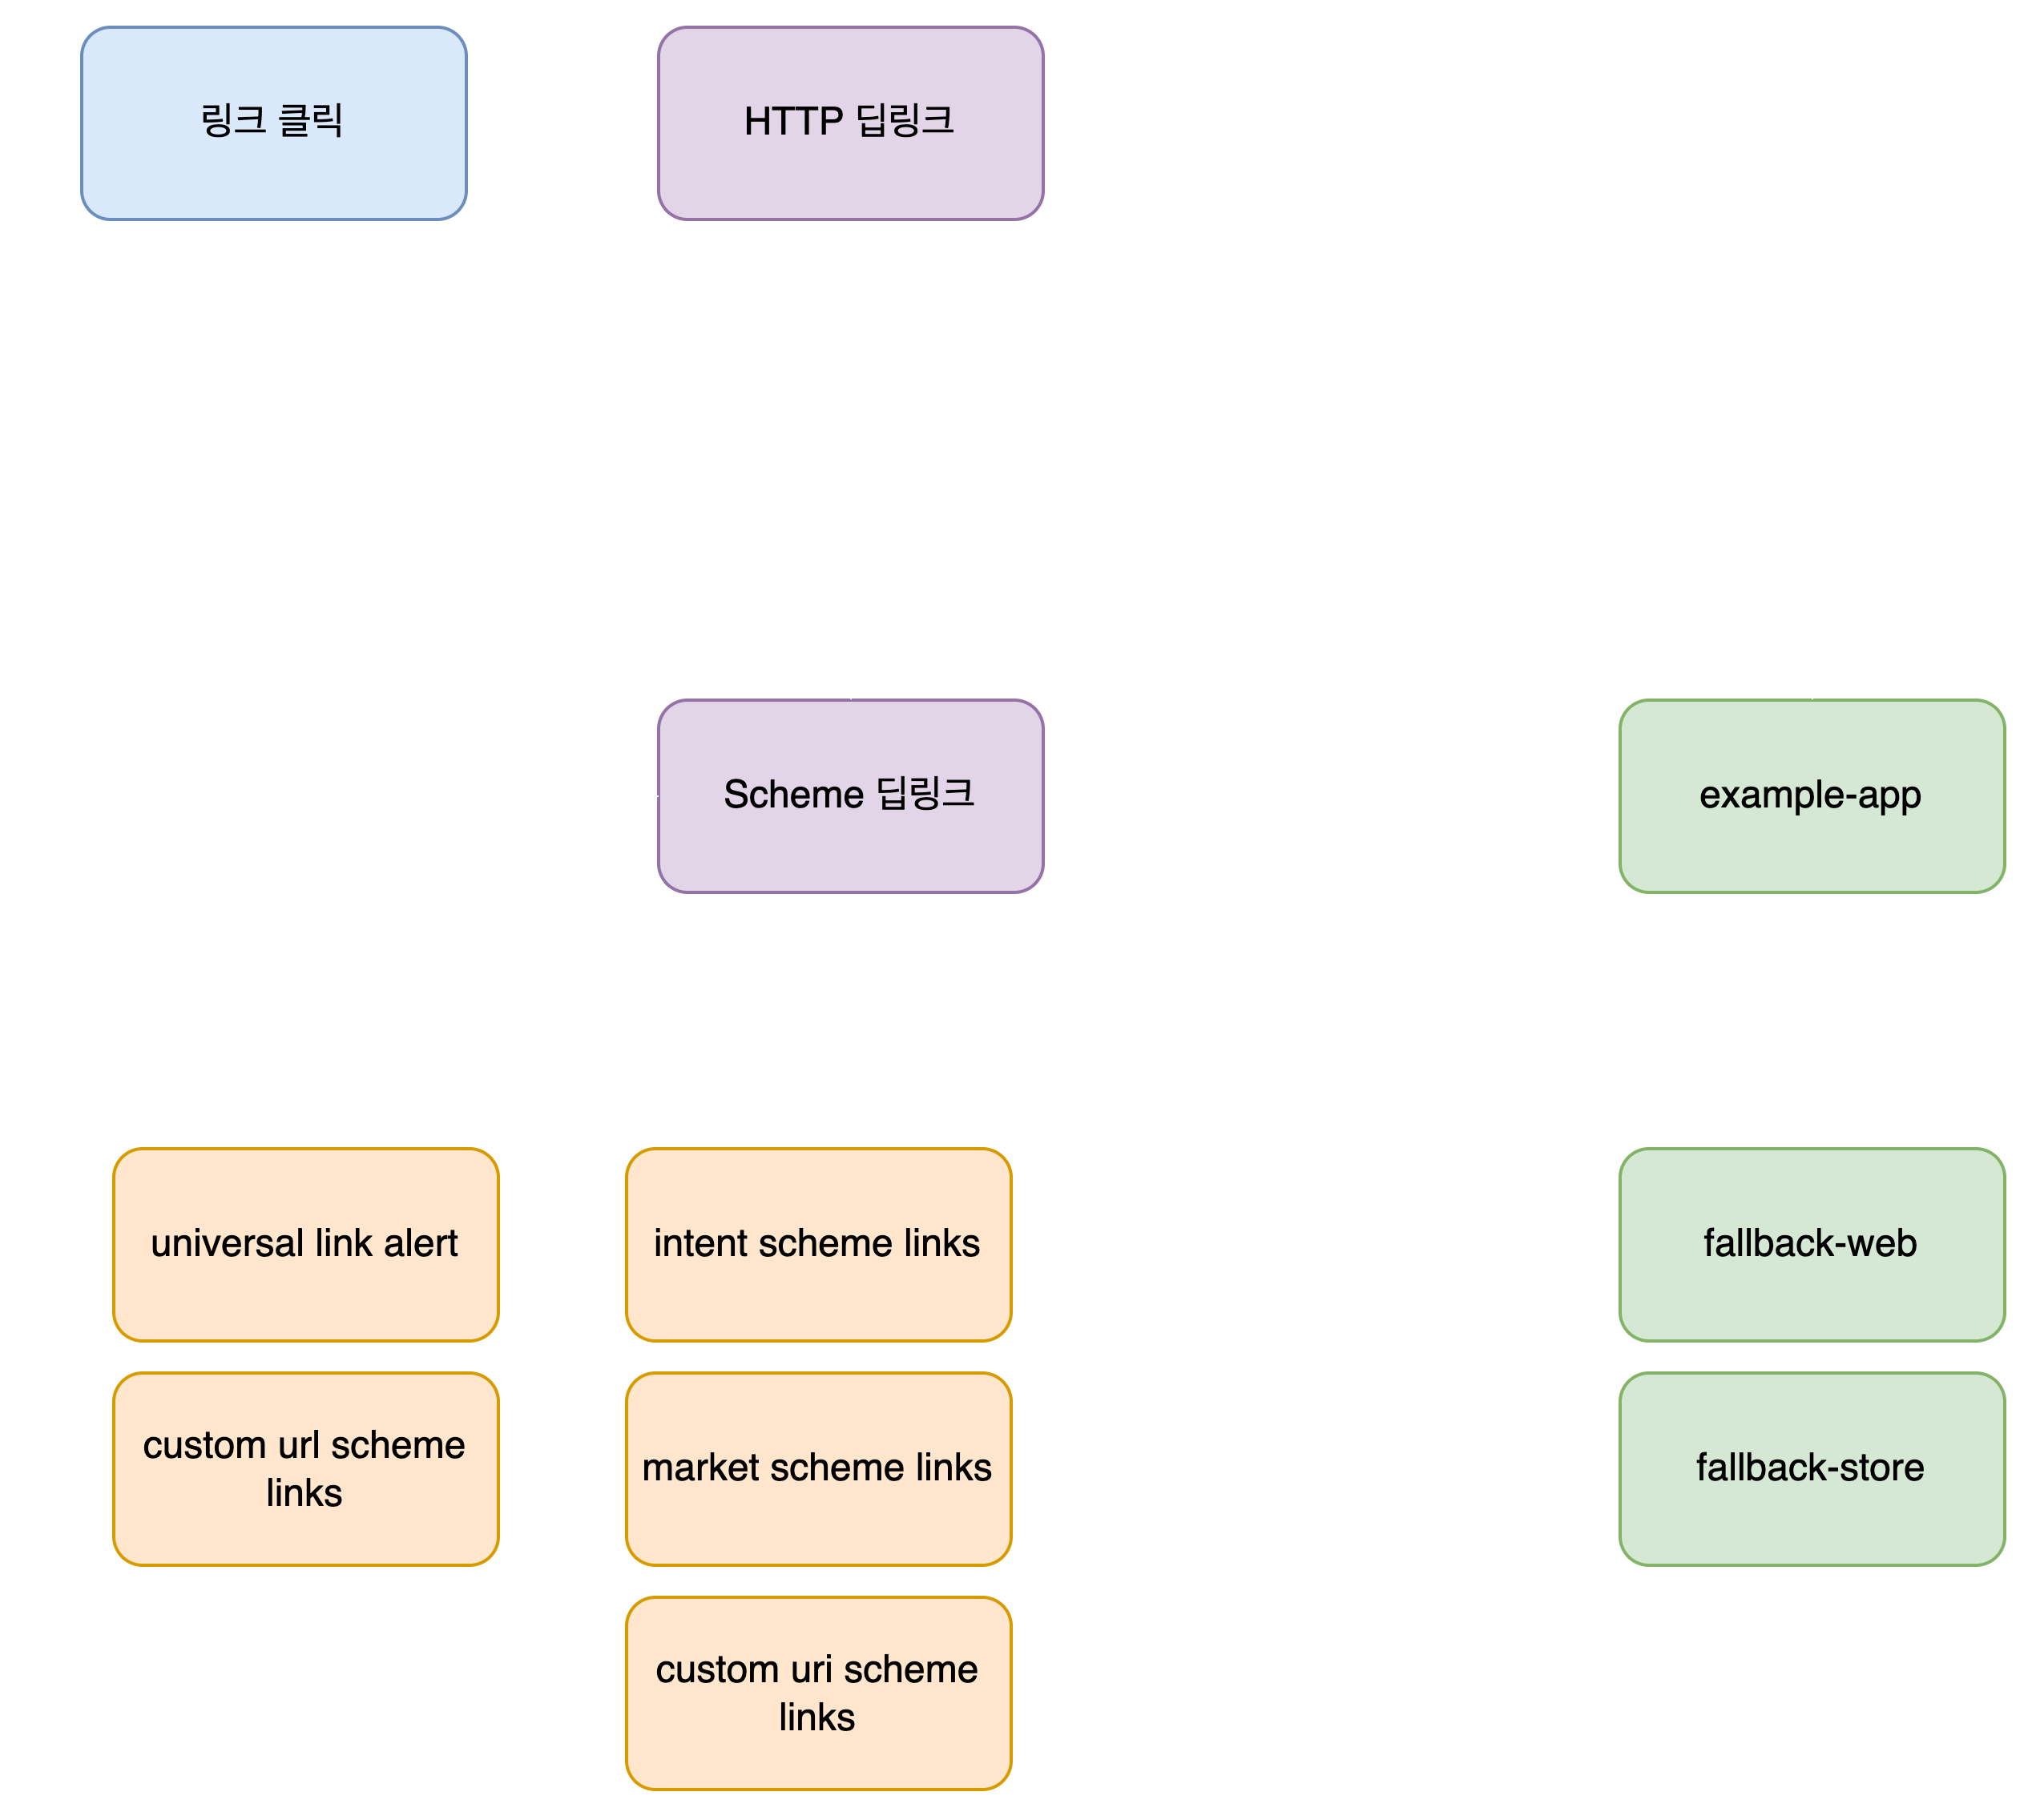 링크 클릭
HTTP 딥링크
Scheme 딥링크
example-app
universal link alert
intent scheme links
fallback-web
custom url scheme
links
market scheme links
fallback-store
custom uri scheme
links